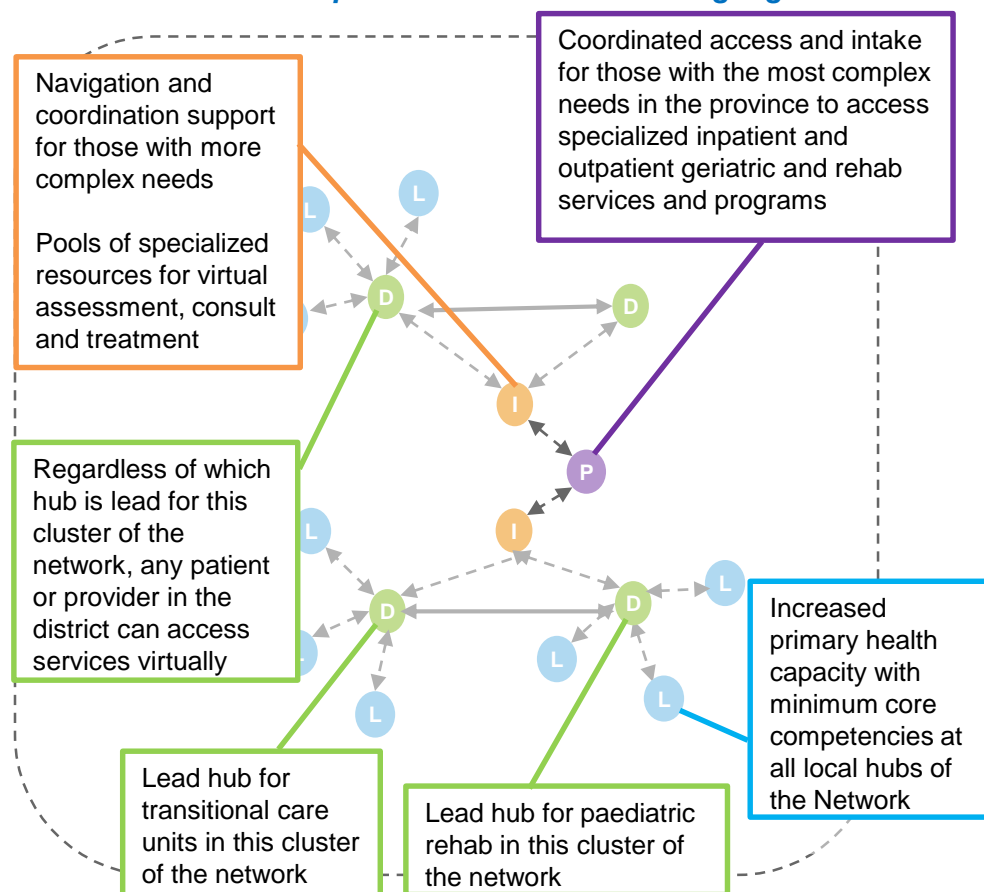 Navigation and
coordination support
for those with more
complex needs
Pools of specialized
resources for virtual
assessment, consult
and treatment
Coordinated access and intake
for those with the most complex
needs in the province to access
specialized inpatient and
outpatient geriatric and rehab
services and programs
L
L
D
D
I
P
I
Regardless of which
hub is lead for this
cluster of the
network, any patient
or provider in the
district can access
services virtually
L
D
D
L
L
L
L
Increased
primary health
capacity with
minimum core
competencies at
all local hubs of
the Network
Lead hub for
transitional care
units in this cluster
of the network
Lead hub for paediatric
rehab in this cluster of
the network